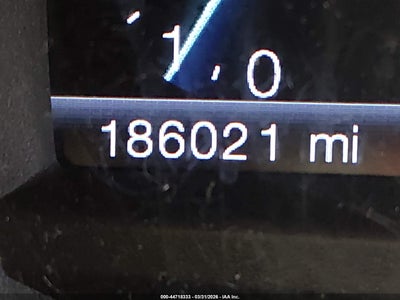 1
0
186021 mi
000-44718333 - 03/31/2026 - IAA Inc.